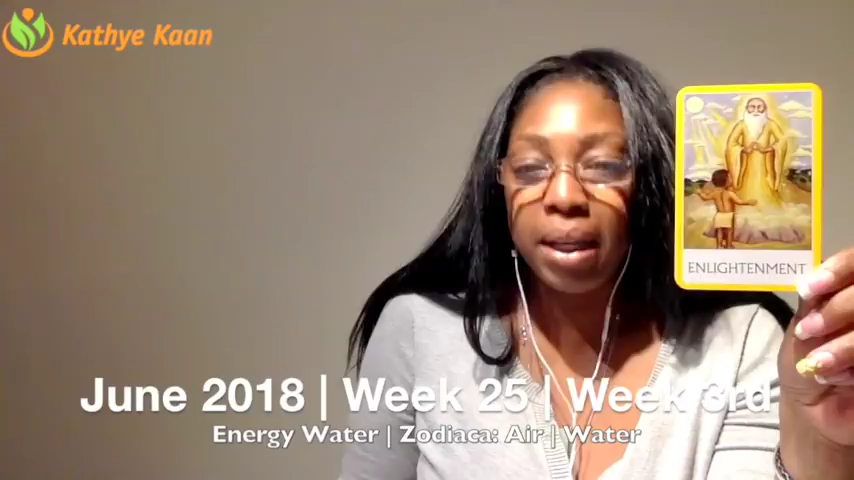 Kathye Kaan
ENLIGHTENMENT
June 2018 | Week 25 | Week 3rd
Energy Water | Zodiaca: Air | Water